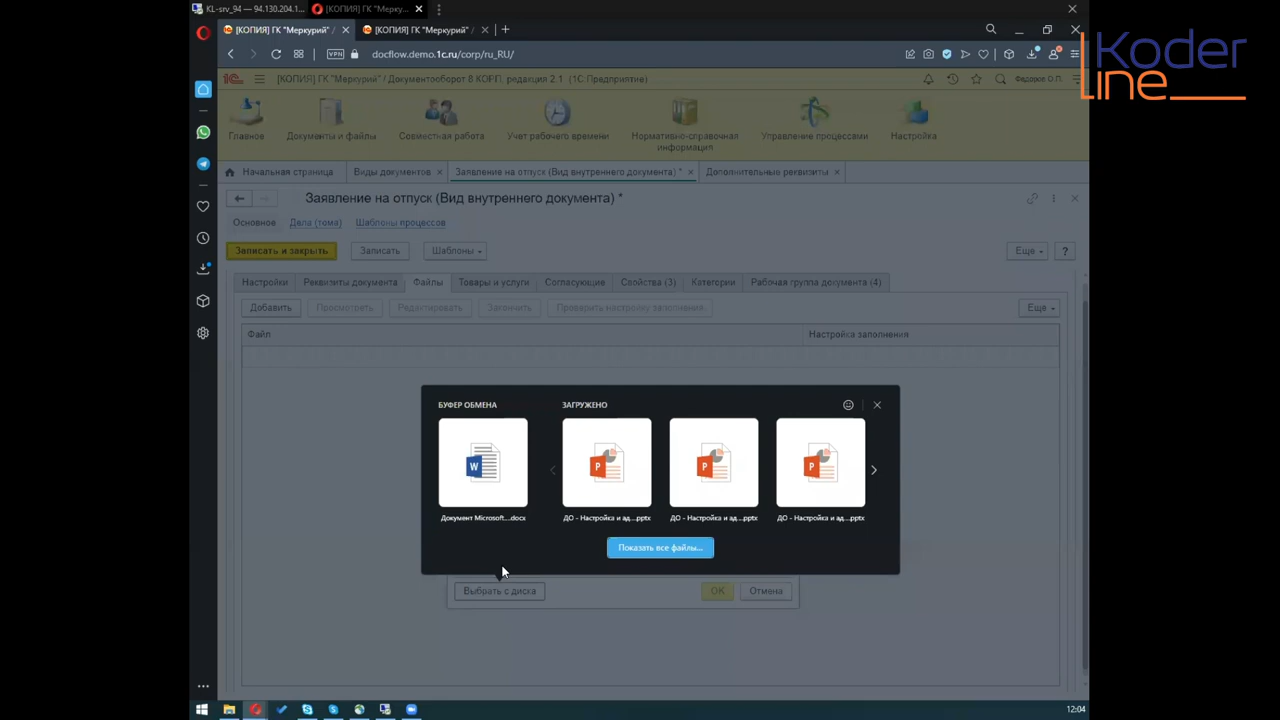 KL-srv_94 — 94.130.204.1...
[КОПИЯ] ГК "Мерку...
Koder
line
[КОПИЯ] ГК "Меркурий" /
[КОПИЯ] ГК "Меркурий" /
VPN
docflow.demo.1c.ru/corp/ru_RU/
[КОПИЯ] ГК "Меркурий" / Документооборот 8 КОРП, редакция 2.1 (1С:Предприятие)
Федоров О.П.
Главное
Документы и файлы
Совместная работа
Учет рабочего времени
Нормативно-справочная информация
Управление процессами
Настройка
Начальная страница
Виды документов
Заявление на отпуск (Вид внутреннего документа) *
Дополнительные реквизиты
Заявление на отпуск (Вид внутреннего документа) *
Основное
Дела (тома)
Шаблоны процессов
Записать и закрыть
Записать
Шаблоны
Еще
?
Настройки
Реквизиты документа
Файлы
Товары и услуги
Согласующие
Свойства (3)
Категории
Рабочая группа документа (4)
Добавить
Просмотреть
Редактировать
Закончить
Проверить настройку заполнения
Еще
Файл
Настройка заполнения
БУФЕР ОБМЕНА
ЗАГРУЖЕНО
W
P
P
P
Документ Microsoft....docx
ДО - Настройка и ад....pptx
ДО - Настройка и ад....pptx
ДО - Настройка и ад....pptx
Показать все файлы...
Выбрать с диска
OK
Отмена
12:04